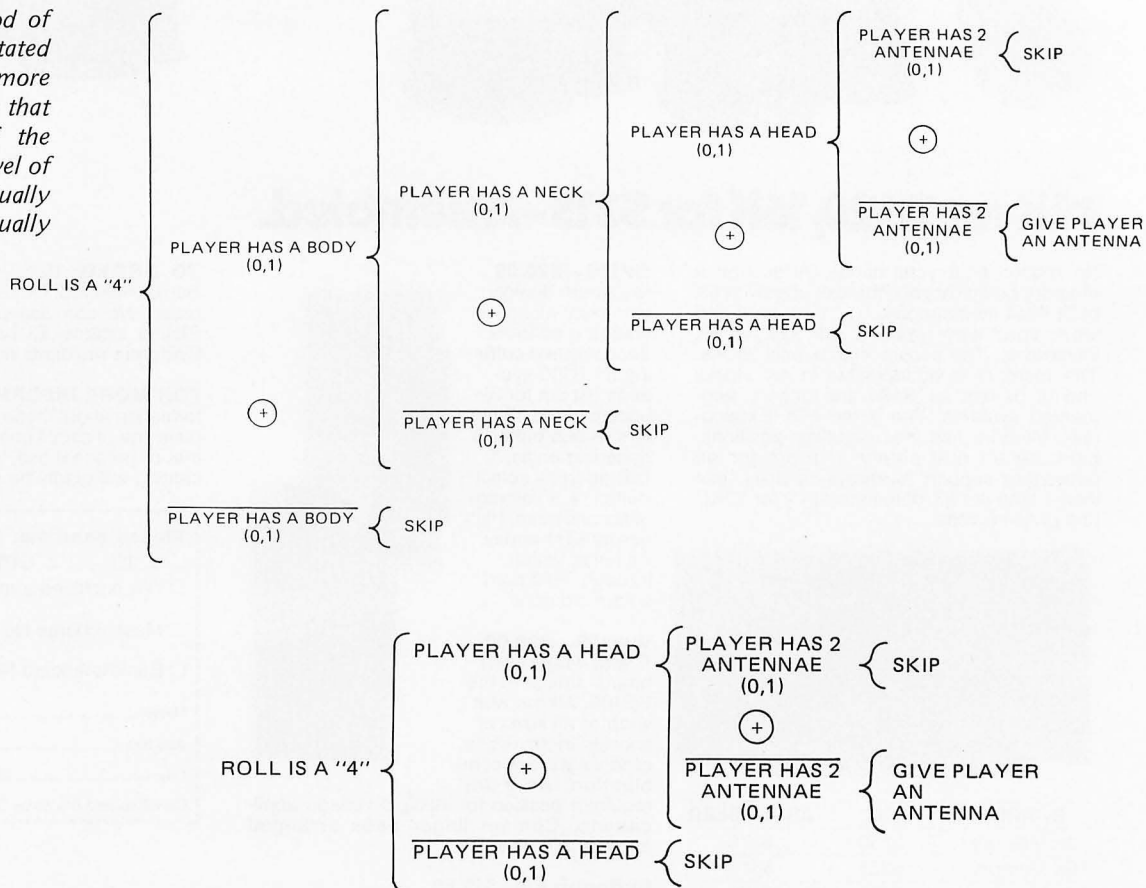 od of
tated
more
that
the
vel of
ually
ually
ROLL IS A "4"
PLAYER HAS A BODY
(0,1)
+
PLAYER HAS A BODY
(0,1)
SKIP
PLAYER HAS A NECK
(0,1)
+
PLAYER HAS A NECK
(0,1)
SKIP
PLAYER HAS A HEAD
(0,1)
+
PLAYER HAS A HEAD
(0,1)
SKIP
PLAYER HAS 2
ANTENNAE
(0,1)
SKIP
+
PLAYER HAS 2
ANTENNAE
(0,1)
GIVE PLAYER
AN ANTENNA
ROLL IS A "4"
PLAYER HAS A HEAD
(0,1)
+
PLAYER HAS A HEAD
(0,1)
SKIP
PLAYER HAS 2
ANTENNAE
(0,1)
SKIP
+
PLAYER HAS 2
ANTENNAE
(0,1)
GIVE PLAYER
AN
ANTENNA